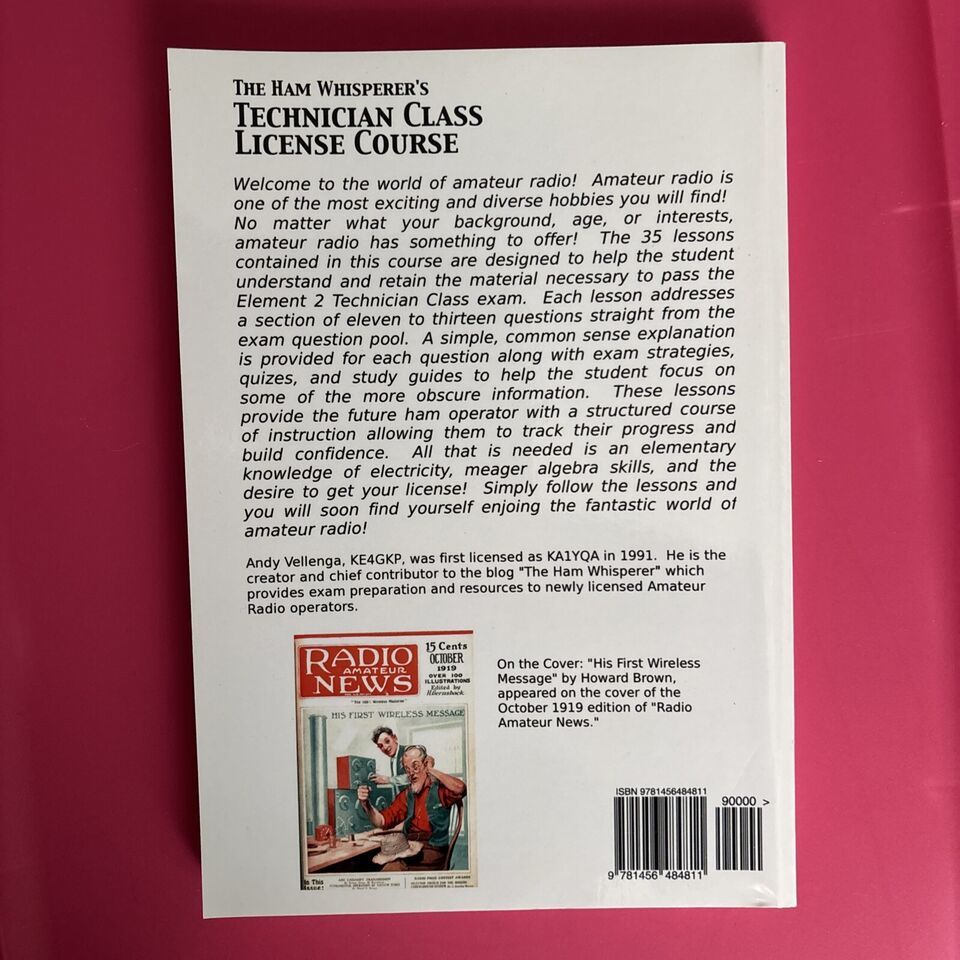 THE HAM WHISPERER'S
TECHNICIAN CLASS
LICENSE COURSE
Welcome to the world of amateur radio! Amateur radio is
one of the most exciting and diverse hobbies you will find!
No matter what your background, age, or interests,
amateur radio has something to offer! The 35 lessons
contained in this course are designed to help the student
understand and retain the material necessary to pass the
Element 2 Technician Class exam. Each lesson addresses
a section of eleven to thirteen questions straight from the
exam question pool. A simple, common sense explanation
is provided for each question along with exam strategies,
quizes, and study guides to help the student focus on
some of the more obscure information. These lessons
provide the future ham operator with a structured course
of instruction allowing them to track their progress and
build confidence. All that is needed is an elementary
knowledge of electricity, meager algebra skills, and the
desire to get your license! Simply follow the lessons and
you will soon find yourself enjoing the fantastic world of
amateur radio!
Andy Vellenga, KE4GKP, was first licensed as KA1YQA in 1991. He is the
creator and chief contributor to the blog "The Ham Whisperer" which
provides exam preparation and resources to newly licensed Amateur
Radio operators.
RADIO
AMATEUR
NEWS
15 Cents
OCTOBER
1919
OVER 100
ILLUSTRATIONS
Edited by
H. Gernsback
HIS FIRST WIRELESS MESSAGE
In This
Issue:
On the Cover: "His First Wireless
Message" by Howard Brown,
appeared on the cover of the
October 1919 edition of "Radio
Amateur News."
ISBN 9781456484811
90000 >
9 781456 484811